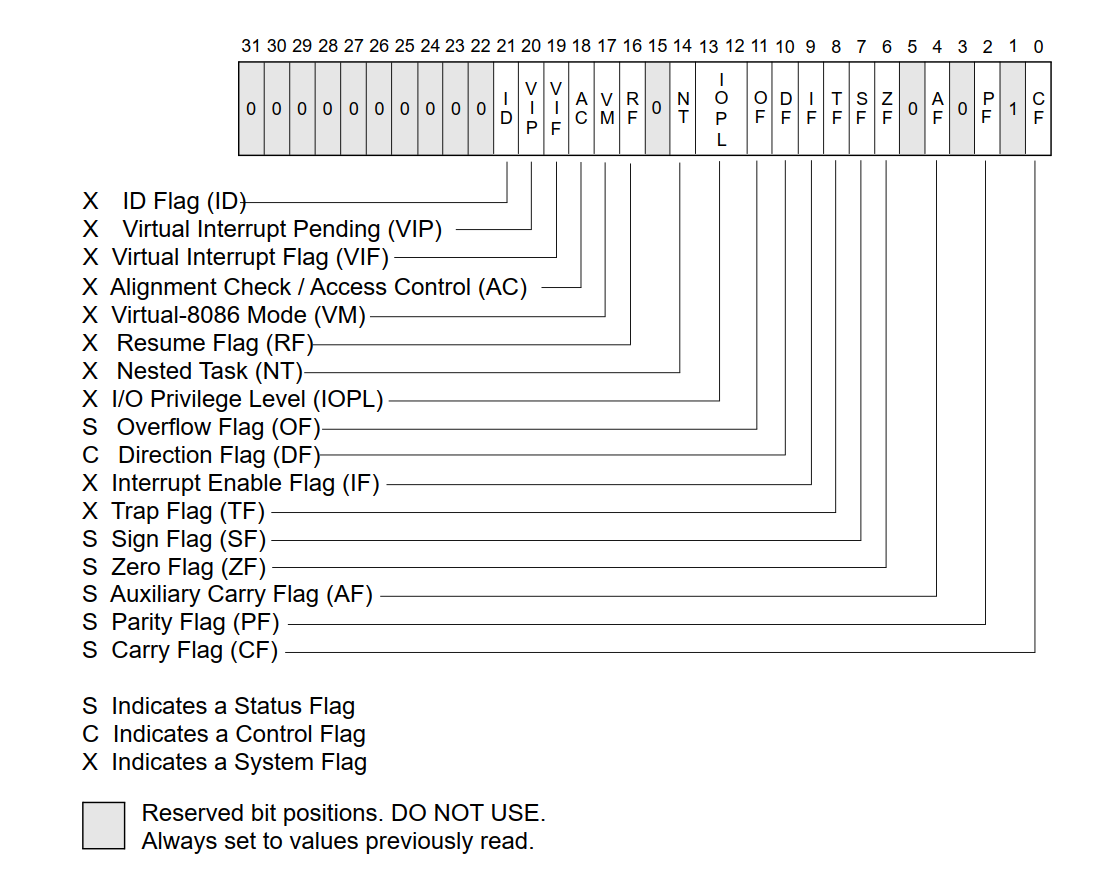 31 30 29 28 27 26 25 24 23 22 21 20 19 18 17 16 15 14 13 12 11 10 9 8 7 6 5 4 3 2 1 0
0 0 0 0 0 0 0 0 0 0 ID VIP VIF AC VM RF 0 NT IOPL OF DF IF TF SF ZF 0 AF 0 PF 1 CF
X ID Flag (ID)
X Virtual Interrupt Pending (VIP)
X Virtual Interrupt Flag (VIF)
X Alignment Check / Access Control (AC)
X Virtual-8086 Mode (VM)
X Resume Flag (RF)
X Nested Task (NT)
X I/O Privilege Level (IOPL)
S Overflow Flag (OF)
C Direction Flag (DF)
X Interrupt Enable Flag (IF)
X Trap Flag (TF)
S Sign Flag (SF)
S Zero Flag (ZF)
S Auxiliary Carry Flag (AF)
S Parity Flag (PF)
S Carry Flag (CF)
S Indicates a Status Flag
C Indicates a Control Flag
X Indicates a System Flag
Reserved bit positions. DO NOT USE.
Always set to values previously read.